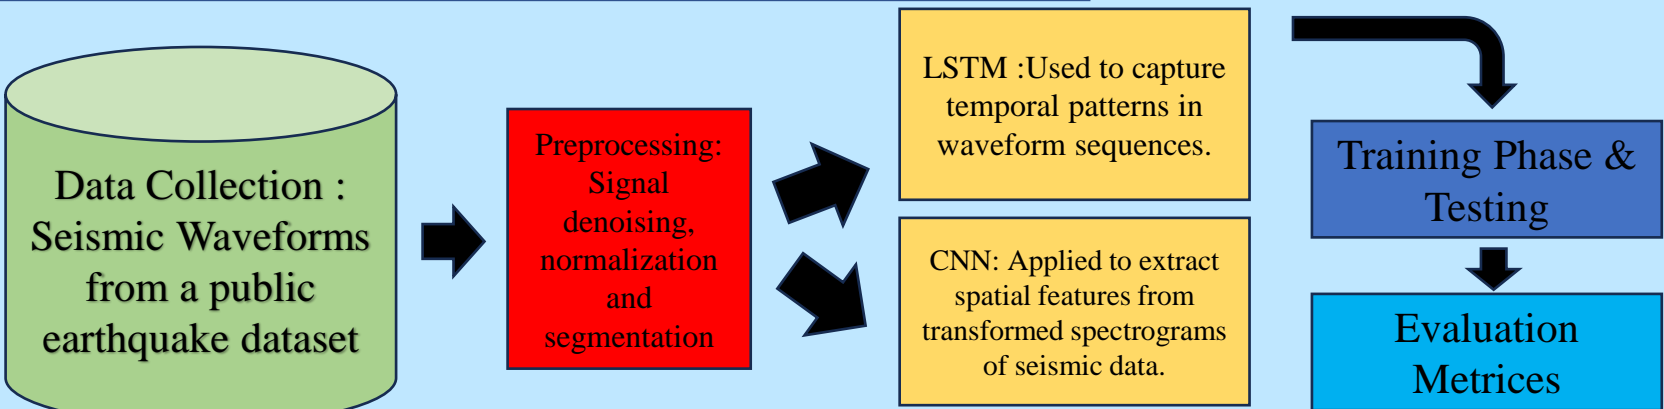 Data Collection :
Seismic Waveforms
from a public
earthquake dataset
Preprocessing:
Signal
denoising,
normalization
and
segmentation
LSTM :Used to capture
temporal patterns in
waveform sequences.
CNN: Applied to extract
spatial features from
transformed spectrograms
of seismic data.
Training Phase &
Testing
Evaluation
Metrices